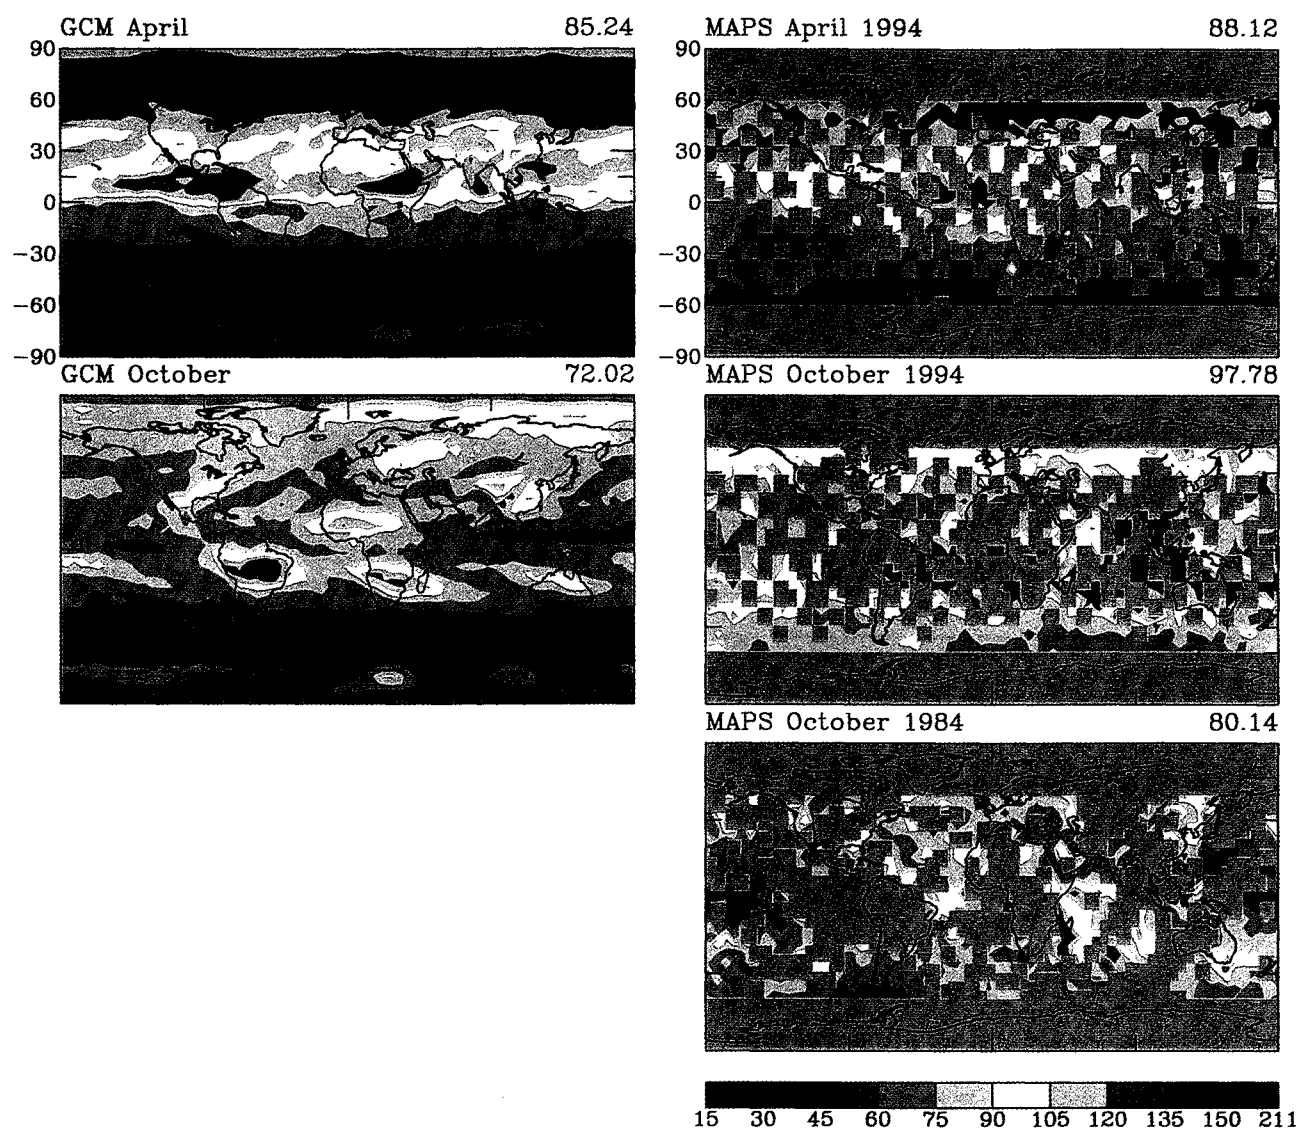 GCM April 85.24
MAPS April 1994 88.12
90
60
30
0
−30
−60
−90
90
60
30
0
−30
−60
−90
GCM October 72.02
MAPS October 1994 97.78
MAPS October 1984 80.14
15 30 45 60 75 90 105 120 135 150 211